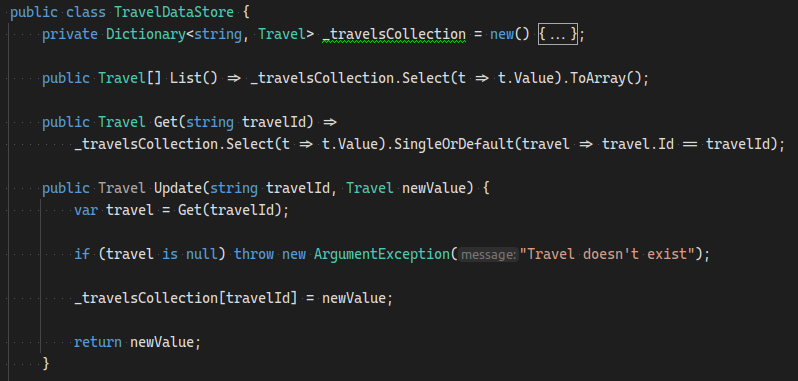 public class TravelDataStore {
private Dictionary<string, Travel> _travelsCollection = new() {...};
public Travel[] List() => _travelsCollection.Select(t => t.Value).ToArray();
public Travel Get(string travelId) =>
_travelsCollection.Select(t => t.Value).SingleOrDefault(travel => travel.Id == travelId);
public Travel Update(string travelId, Travel newValue) {
var travel = Get(travelId);
if (travel is null) throw new ArgumentException(message:"Travel doesn't exist");
_travelsCollection[travelId] = newValue;
return newValue;
}